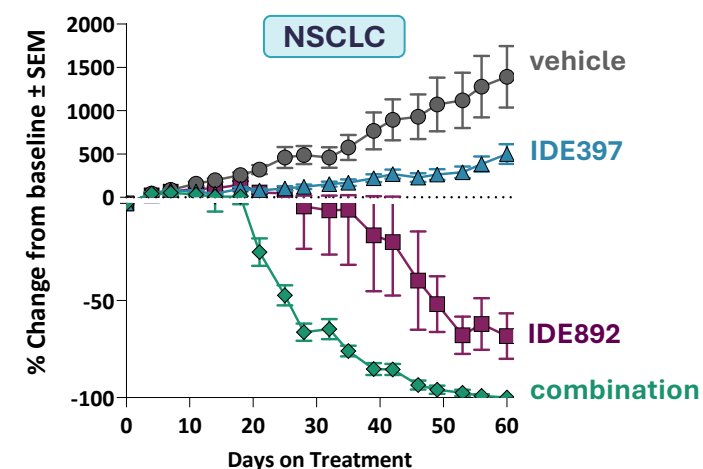 NSCLC
% Change from baseline ± SEM
2000
1500
1000
500
0
-50
-100
0 10 20 30 40 50 60
Days on Treatment
vehicle
IDE397
IDE892
combination